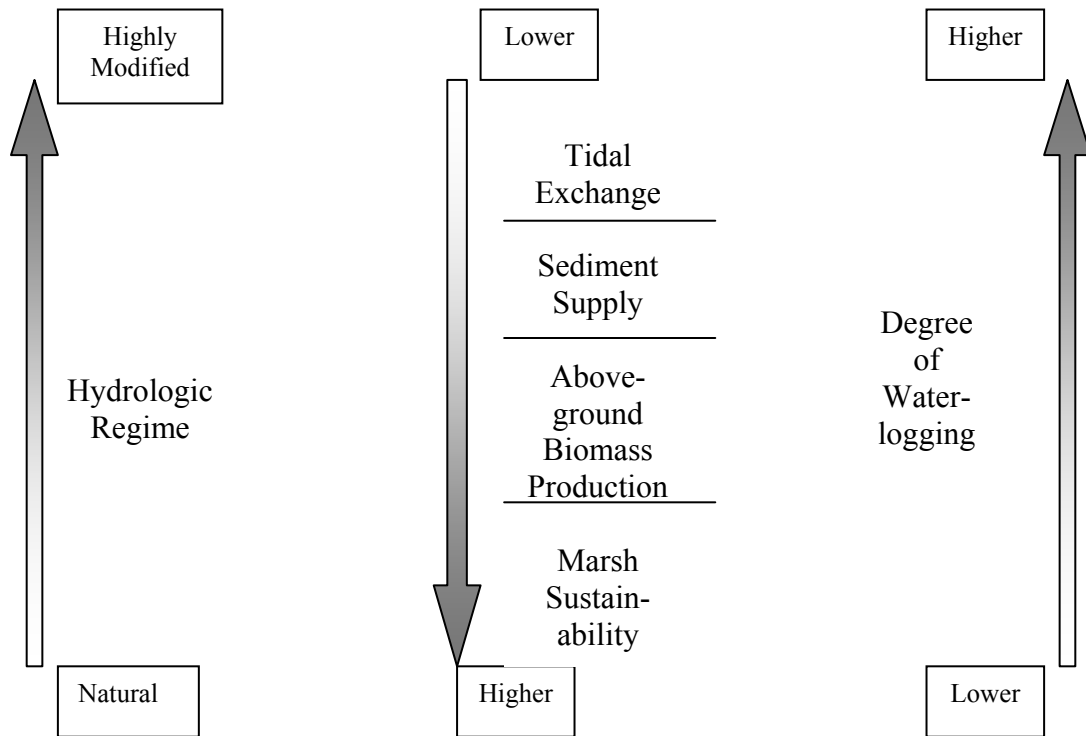 Highly
Modified
Lower
Higher
Tidal
Exchange
Sediment
Supply
Hydrologic
Regime
Above-
ground
Biomass
Production
Degree
of
Water-
logging
Marsh
Sustain-
ability
Natural
Higher
Lower